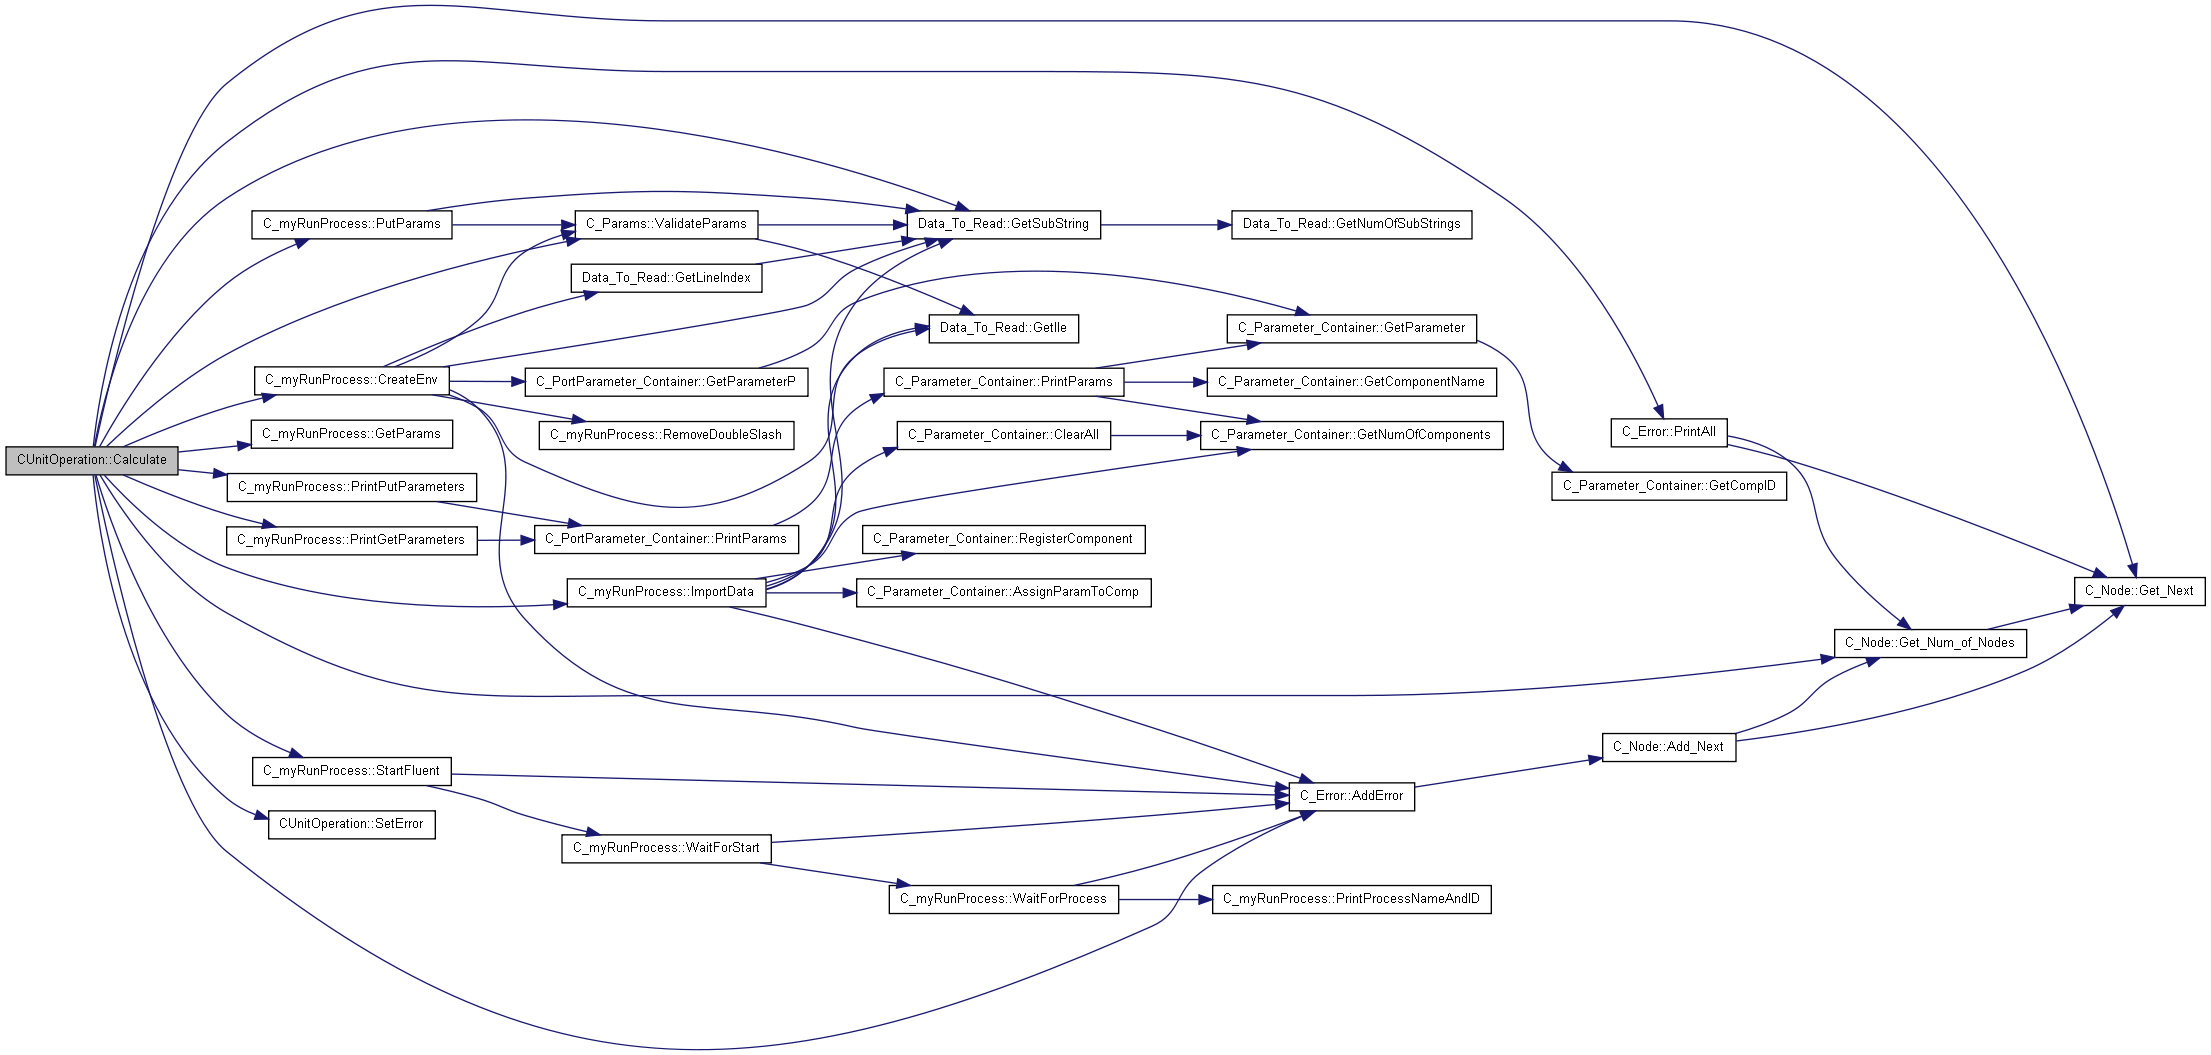 CUnitOperation::Calculate
C_myRunProcess::PutParams
C_Params::ValidateParams
Data_To_Read::GetSubString
Data_To_Read::GetNumOfSubStrings
Data_To_Read::GetLineIndex
Data_To_Read::GetIle
C_Parameter_Container::GetParameter
C_myRunProcess::CreateEnv
C_PortParameter_Container::GetParameterP
C_Parameter_Container::PrintParams
C_Parameter_Container::GetComponentName
C_myRunProcess::GetParams
C_myRunProcess::RemoveDoubleSlash
C_Parameter_Container::ClearAll
C_Parameter_Container::GetNumOfComponents
C_Error::PrintAll
C_myRunProcess::PrintPutParameters
C_Parameter_Container::GetCompID
C_myRunProcess::PrintGetParameters
C_PortParameter_Container::PrintParams
C_Parameter_Container::RegisterComponent
C_myRunProcess::ImportData
C_Parameter_Container::AssignParamToComp
C_Node::Get_Next
C_Node::Get_Num_of_Nodes
C_Node::Add_Next
C_myRunProcess::StartFluent
C_Error::AddError
CUnitOperation::SetError
C_myRunProcess::WaitForStart
C_myRunProcess::WaitForProcess
C_myRunProcess::PrintProcessNameAndID